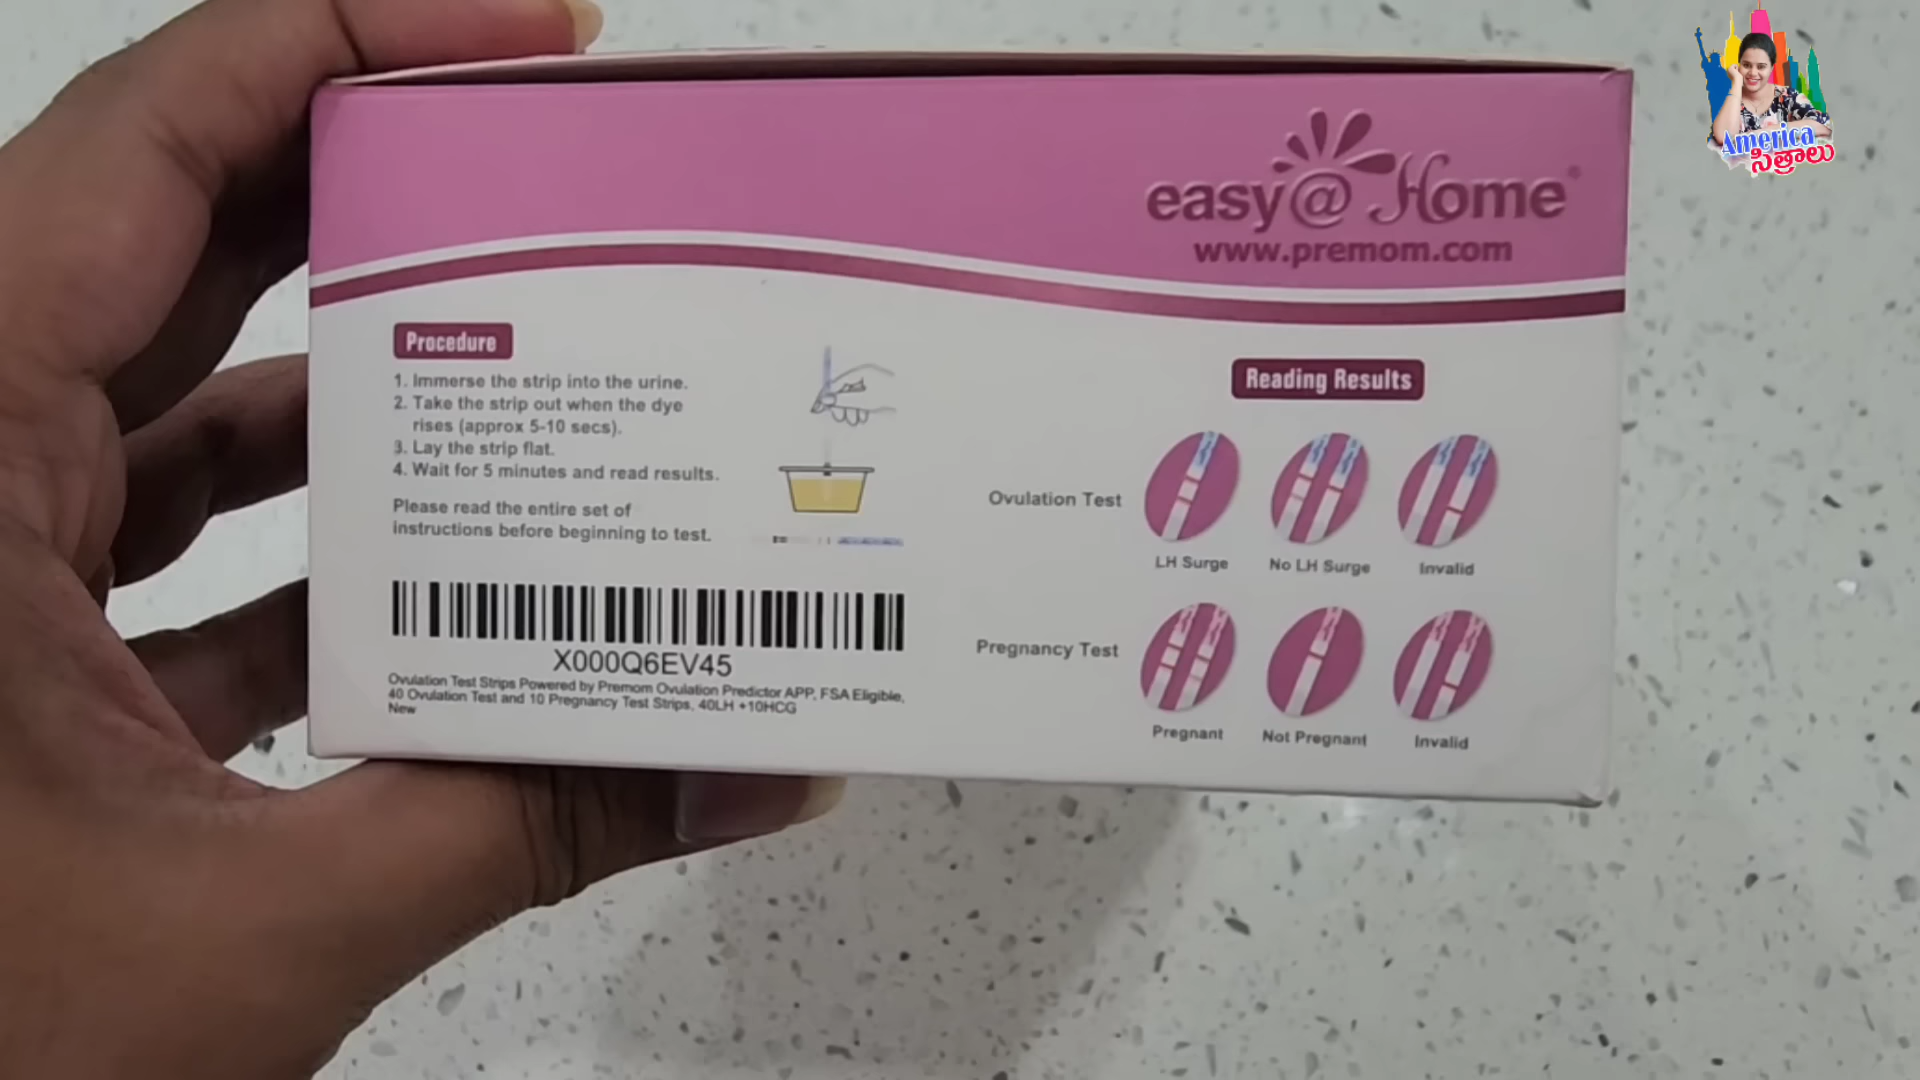 America
సిత్రాలు
easy@Home®
www.premom.com
Procedure
1. Immerse the strip into the urine.
2. Take the strip out when the dye
rises (approx 5-10 secs).
3. Lay the strip flat.
4. Wait for 5 minutes and read results.
Please read the entire set of
instructions before beginning to test.
X000Q6EV45
Ovulation Test Strips Powered by Premom Ovulation Predictor APP, FSA Eligible,
40 Ovulation Test and 10 Pregnancy Test Strips, 40LH +10HCG
New
Reading Results
Ovulation Test
LH Surge
No LH Surge
Invalid
Pregnancy Test
Pregnant
Not Pregnant
Invalid